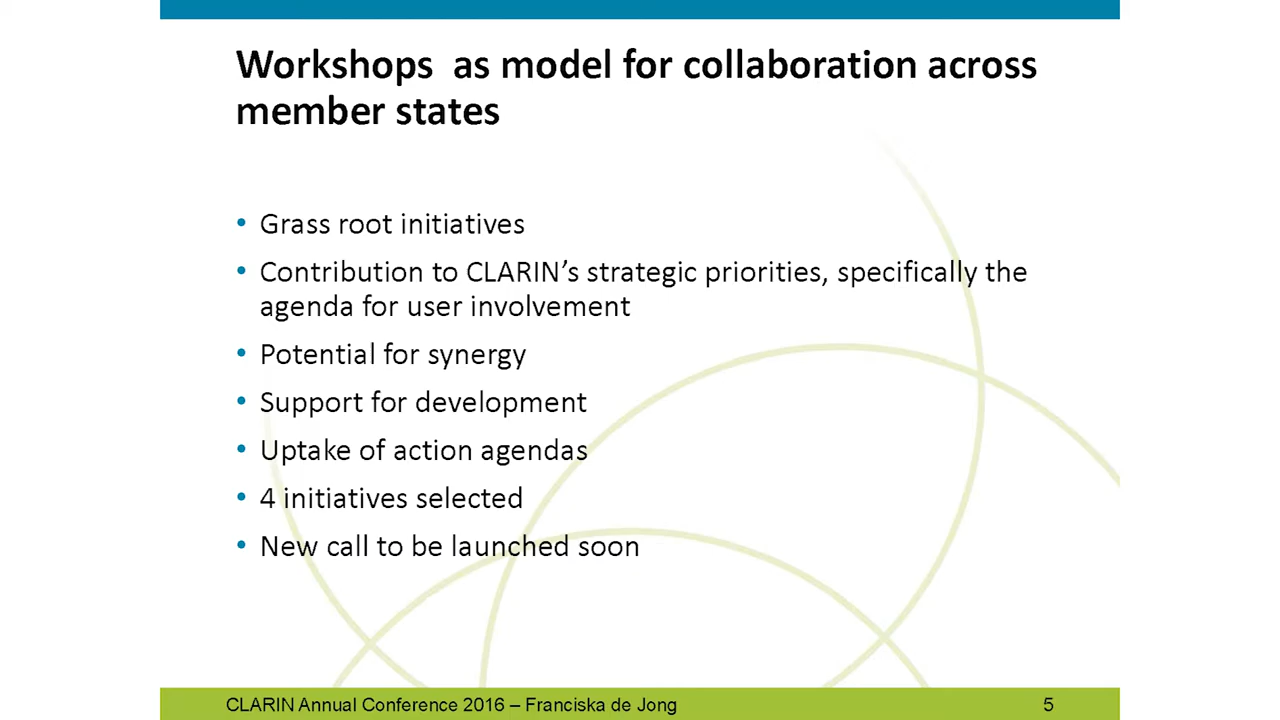 Workshops as model for collaboration across
member states
• Grass root initiatives
• Contribution to CLARIN’s strategic priorities, specifically the
agenda for user involvement
• Potential for synergy
• Support for development
• Uptake of action agendas
• 4 initiatives selected
• New call to be launched soon
CLARIN Annual Conference 2016 – Franciska de Jong 5